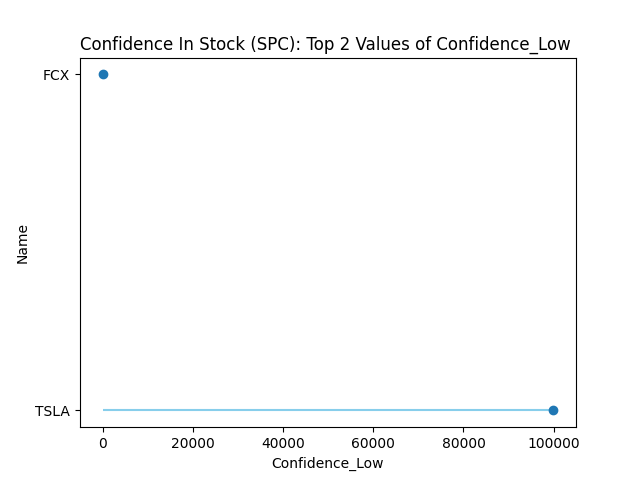 Confidence In Stock (SPC): Top 2 Values of Confidence_Low
FCX
Name
TSLA
0 20000 40000 60000 80000 100000
Confidence_Low